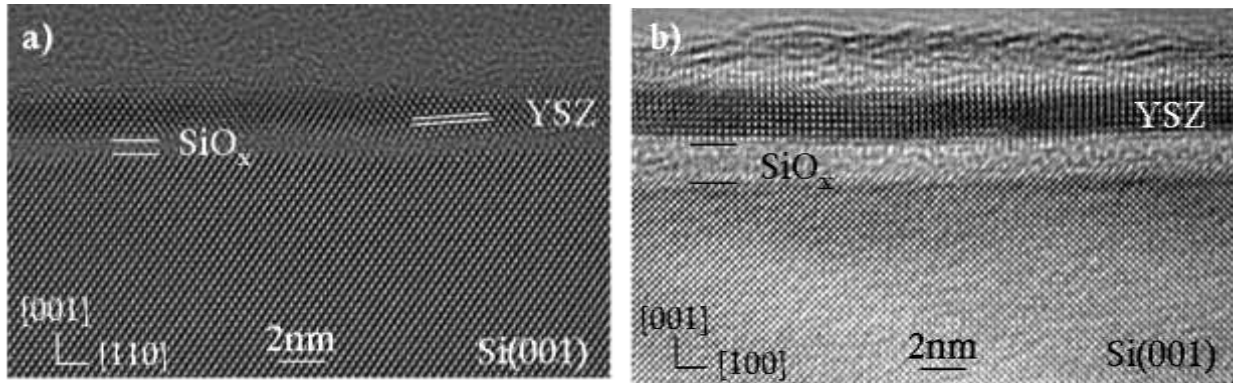 a)
YSZ
SiOx
[001]
[110]
2nm
Si(001)
b)
YSZ
SiOx
[001]
[100]
2nm
Si(001)